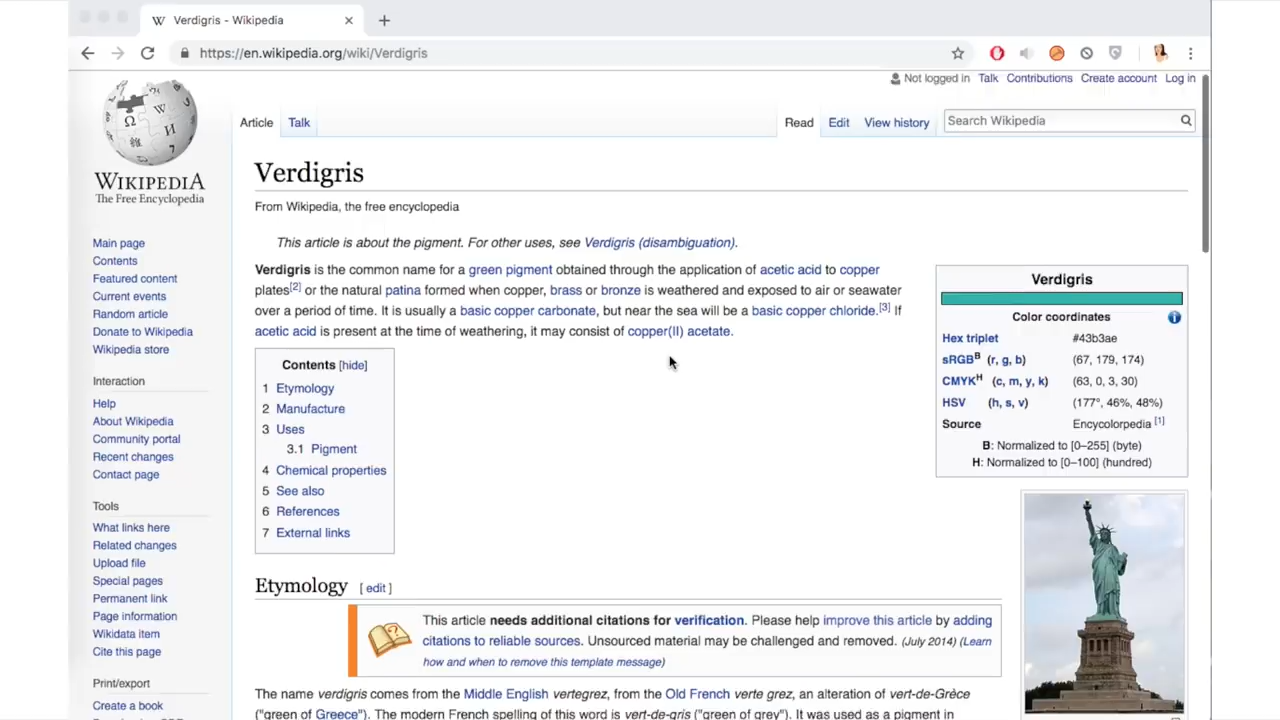 Verdigris - Wikipedia
https://en.wikipedia.org/wiki/Verdigris
Not logged in Talk Contributions Create account Log in
Article Talk Read Edit View history Search Wikipedia
WIKIPEDIA
The Free Encyclopedia
Main page
Contents
Featured content
Current events
Random article
Donate to Wikipedia
Wikipedia store
Interaction
Help
About Wikipedia
Community portal
Recent changes
Contact page
Tools
What links here
Related changes
Upload file
Special pages
Permanent link
Page information
Wikidata item
Cite this page
Print/export
Create a book
Verdigris
From Wikipedia, the free encyclopedia
This article is about the pigment. For other uses, see Verdigris (disambiguation).
Verdigris is the common name for a green pigment obtained through the application of acetic acid to copper
plates[2] or the natural patina formed when copper, brass or bronze is weathered and exposed to air or seawater
over a period of time. It is usually a basic copper carbonate, but near the sea will be a basic copper chloride.[3] If
acetic acid is present at the time of weathering, it may consist of copper(II) acetate.
Contents [hide]
1 Etymology
2 Manufacture
3 Uses
3.1 Pigment
4 Chemical properties
5 See also
6 References
7 External links
Verdigris
Color coordinates
Hex triplet #43b3ae
sRGBB (r, g, b) (67, 179, 174)
CMYKH (c, m, y, k) (63, 0, 3, 30)
HSV (h, s, v) (177°, 46%, 48%)
Source Encycolorpedia [1]
B: Normalized to [0–255] (byte)
H: Normalized to [0–100] (hundred)
Etymology [ edit ]
This article needs additional citations for verification. Please help improve this article by adding
citations to reliable sources. Unsourced material may be challenged and removed. (July 2014) (Learn
how and when to remove this template message)
The name verdigris comes from the Middle English vertegrez, from the Old French verte grez, an alteration of vert-de-Grèce
("green of Greece"). The modern French spelling of this word is vert-de-gris ("green of grey"). It was used as a pigment in